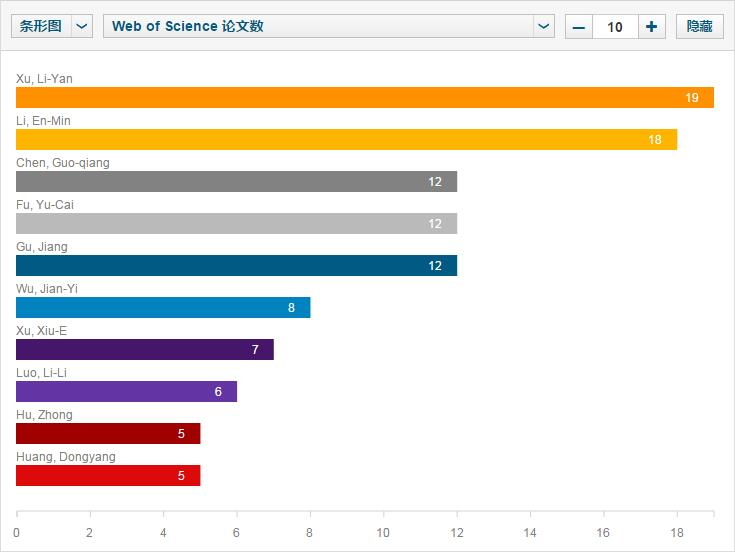 条形图
Web of Science 论文数
10
隐藏
Xu, Li-Yan
19
Li, En-Min
18
Chen, Guo-qiang
12
Fu, Yu-Cai
12
Gu, Jiang
12
Wu, Jian-Yi
8
Xu, Xiu-E
7
Luo, Li-Li
6
Hu, Zhong
5
Huang, Dongyang
5
0 2 4 6 8 10 12 14 16 18